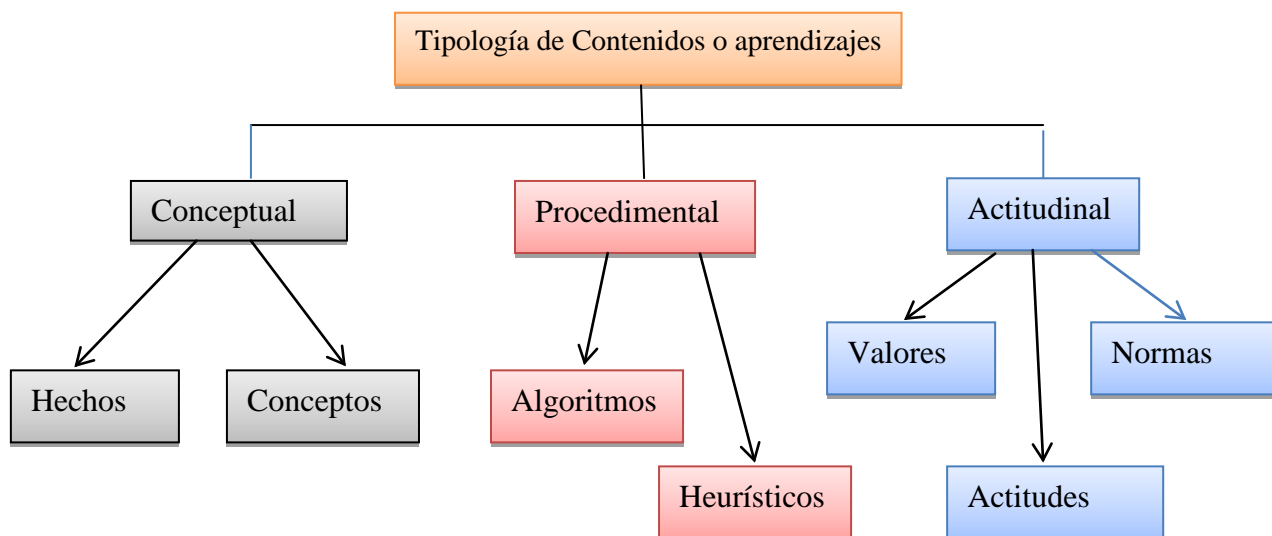 Tipología de Contenidos o aprendizajes
Conceptual
Procedimental
Actitudinal
Hechos
Conceptos
Algoritmos
Heurísticos
Valores
Normas
Actitudes